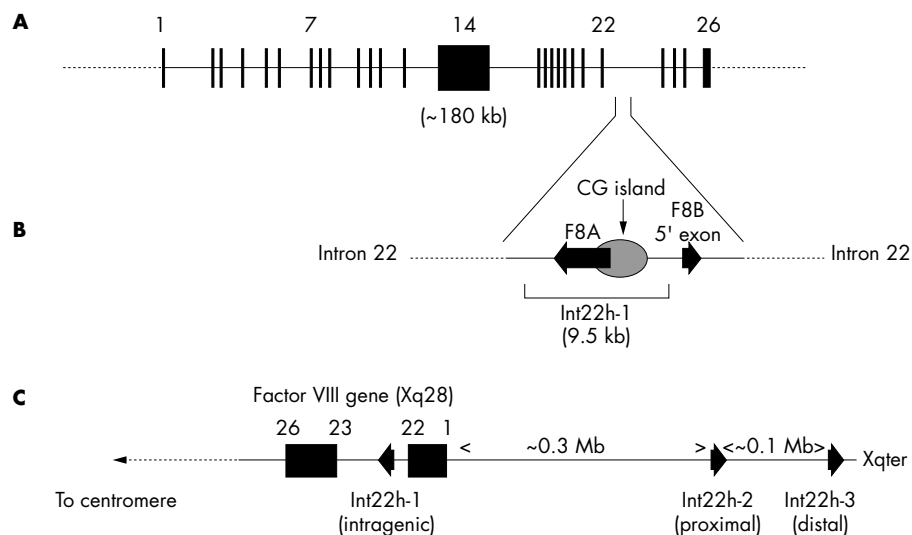 A
1 7 14 22 26
(~180 kb)
CG island
B
F8A
F8B
5' exon
Intron 22
Intron 22
Int22h-1
(9.5 kb)
C
Factor VIII gene (Xq28)
26 23 22 1
< ~0.3 Mb > <~0.1 Mb>
Xqter
To centromere
Int22h-1
(intragenic)
Int22h-2
(proximal)
Int22h-3
(distal)